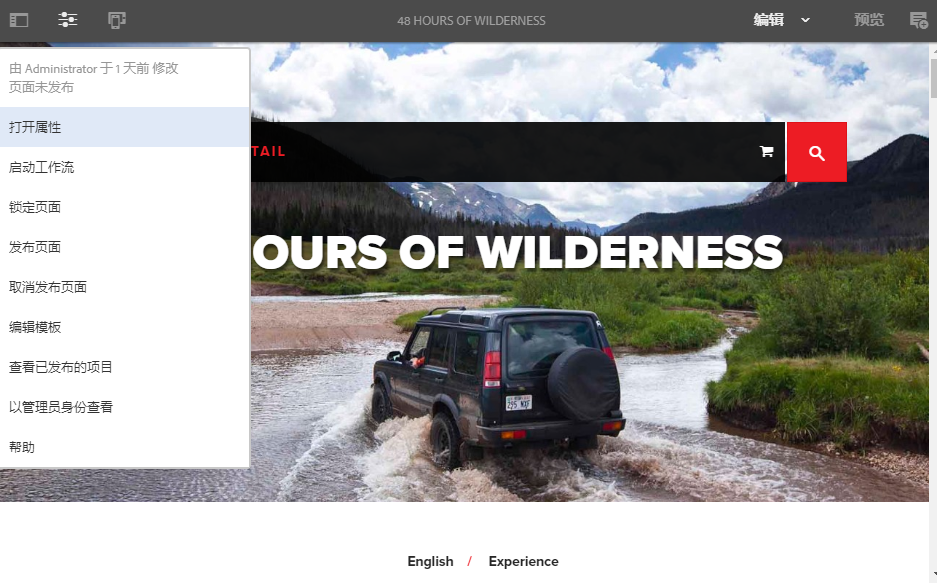 48 HOURS OF WILDERNESS
编辑
预览
由 Administrator 于 1 天前 修改
页面未发布
打开属性
启动工作流
锁定页面
发布页面
取消发布页面
编辑模板
查看已发布的项目
以管理员身份查看
帮助
TAIL
OURS OF WILDERNESS
295 NXF
English / Experience